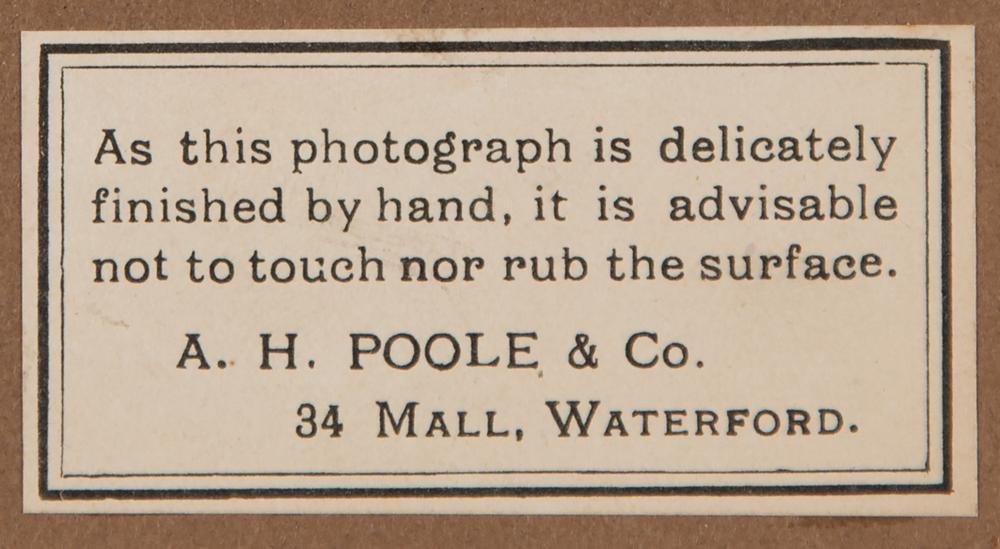 As this photograph is delicately
finished by hand, it is advisable
not to touch nor rub the surface.
A. H. POOLE & Co.
34 MALL, WATERFORD.